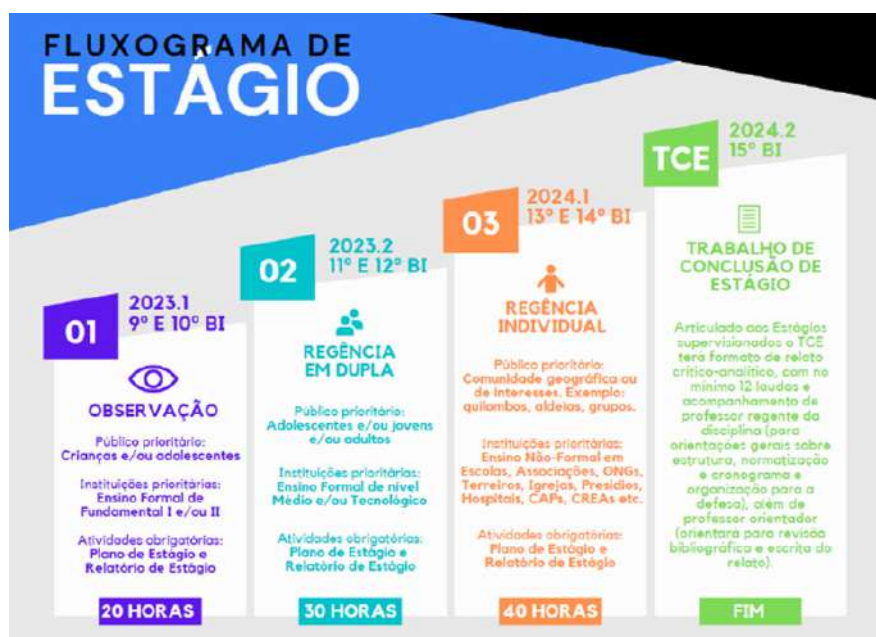 FLUXOGRAMA DE
ESTÁGIO
01
2023.1
9º E 10º BI
OBSERVAÇÃO
Público prioritário:
Crianças e/ou adolescentes
Instituições prioritárias:
Ensino Formal de
Fundamental I e/ou II
Atividades obrigatórias:
Plano de Estágio e
Relatório de Estágio
20 HORAS
02
2023.2
11º E 12º BI
REGÊNCIA
EM DUPLA
Público prioritário:
Adolescentes e/ou jovens
e/ou adultos
Instituições prioritárias:
Ensino Formal de nível
Médio e/ou Tecnológico
Atividades obrigatórias:
Plano de Estágio e
Relatório de Estágio
30 HORAS
03
2024.1
13º E 14º BI
REGÊNCIA
INDIVIDUAL
Público prioritário:
Comunidade geográfica ou
de interesses. Exemplo:
quilombos, aldeias, grupos.
Instituições prioritárias:
Ensino Não-Formal em
Escolas, Associações, ONGs,
Terreiros, Igrejas, Presídios,
Hospitais, CAPs, CREAs etc.
Atividades obrigatórias:
Plano de Estágio e
Relatório de Estágio
40 HORAS
TCE
2024.2
15º BI
TRABALHO DE
CONCLUSÃO DE
ESTÁGIO
Articulado aos Estágios
supervisionados o TCE
terá formato de relato
crítico-analítico, com no
mínimo 12 laudas e
acompanhamento de
professor regente da
disciplina (para
orientações gerais sobre
estrutura, normatização
e cronograma e
organização para a
defesa), além de
professor orientador
(orientará para revisão
bibliográfica e escrita do
relato).
FIM